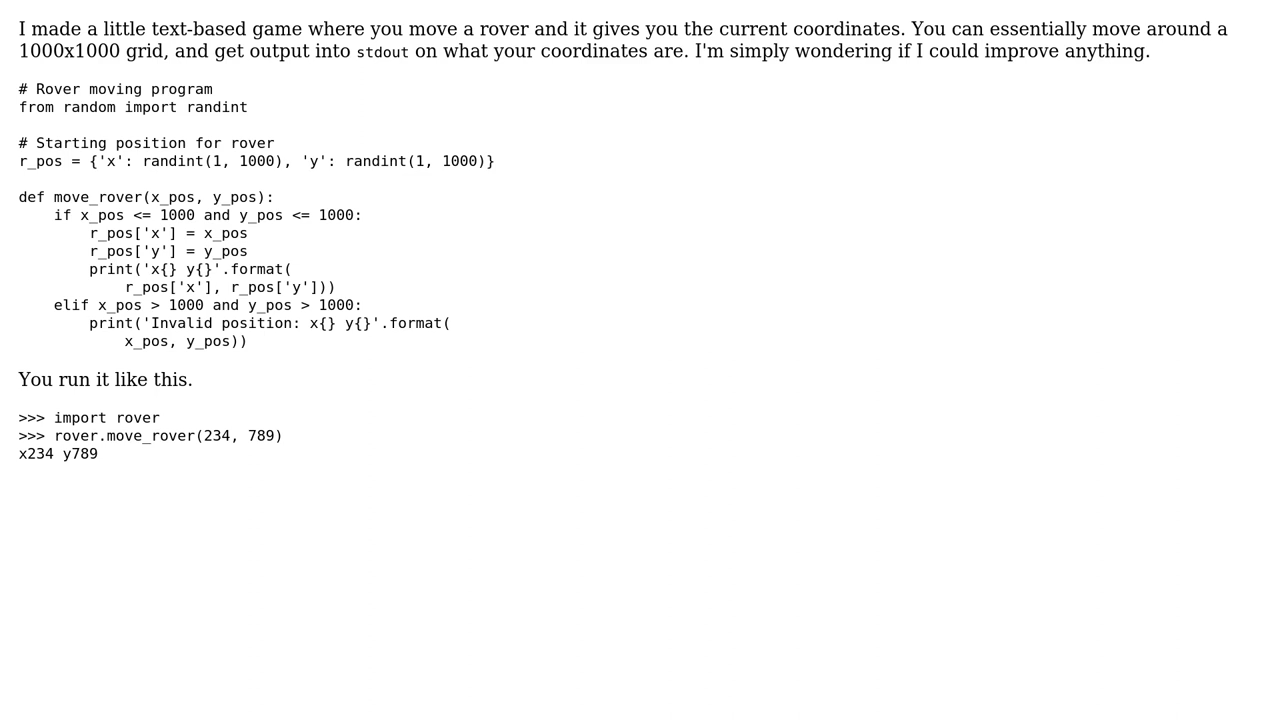 I made a little text-based game where you move a rover and it gives you the current coordinates. You can essentially move around a
1000x1000 grid, and get output into stdout on what your coordinates are. I'm simply wondering if I could improve anything.
# Rover moving program
from random import randint
# Starting position for rover
r_pos = {'x': randint(1, 1000), 'y': randint(1, 1000)}
def move_rover(x_pos, y_pos):
    if x_pos <= 1000 and y_pos <= 1000:
        r_pos['x'] = x_pos
        r_pos['y'] = y_pos
        print('x{} y{}'.format(
            r_pos['x'], r_pos['y']))
    elif x_pos > 1000 and y_pos > 1000:
        print('Invalid position: x{} y{}'.format(
            x_pos, y_pos))
You run it like this.
>>> import rover
>>> rover.move_rover(234, 789)
x234 y789